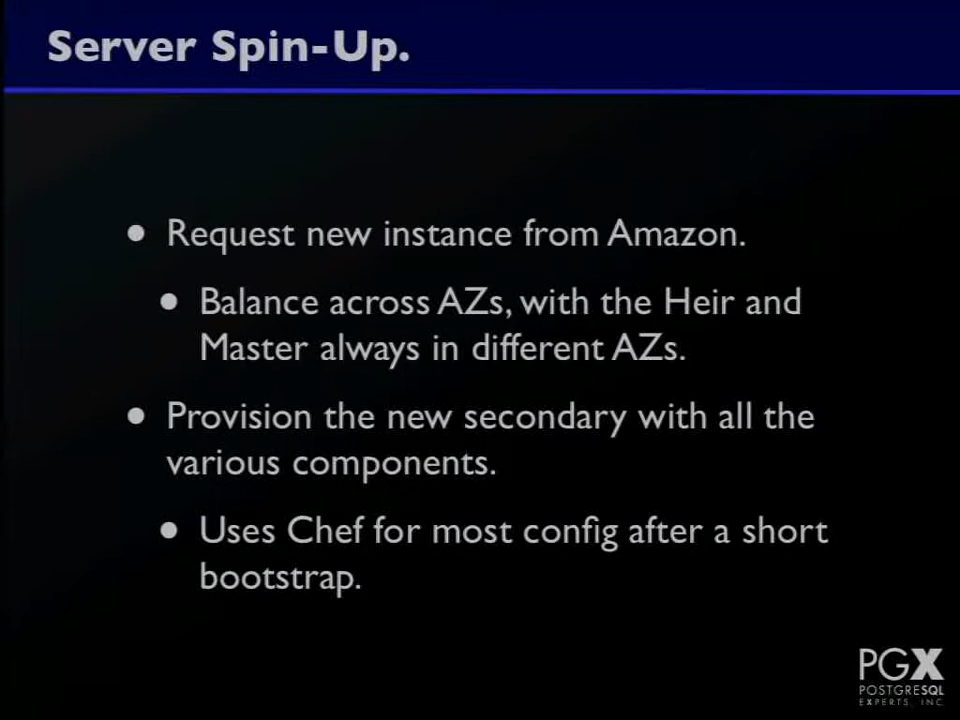 Server Spin-Up.
• Request new instance from Amazon.
• Balance across AZs, with the Heir and
Master always in different AZs.
• Provision the new secondary with all the
various components.
• Uses Chef for most config after a short
bootstrap.
PGX
POSTGRESQL
EXPERTS, INC.